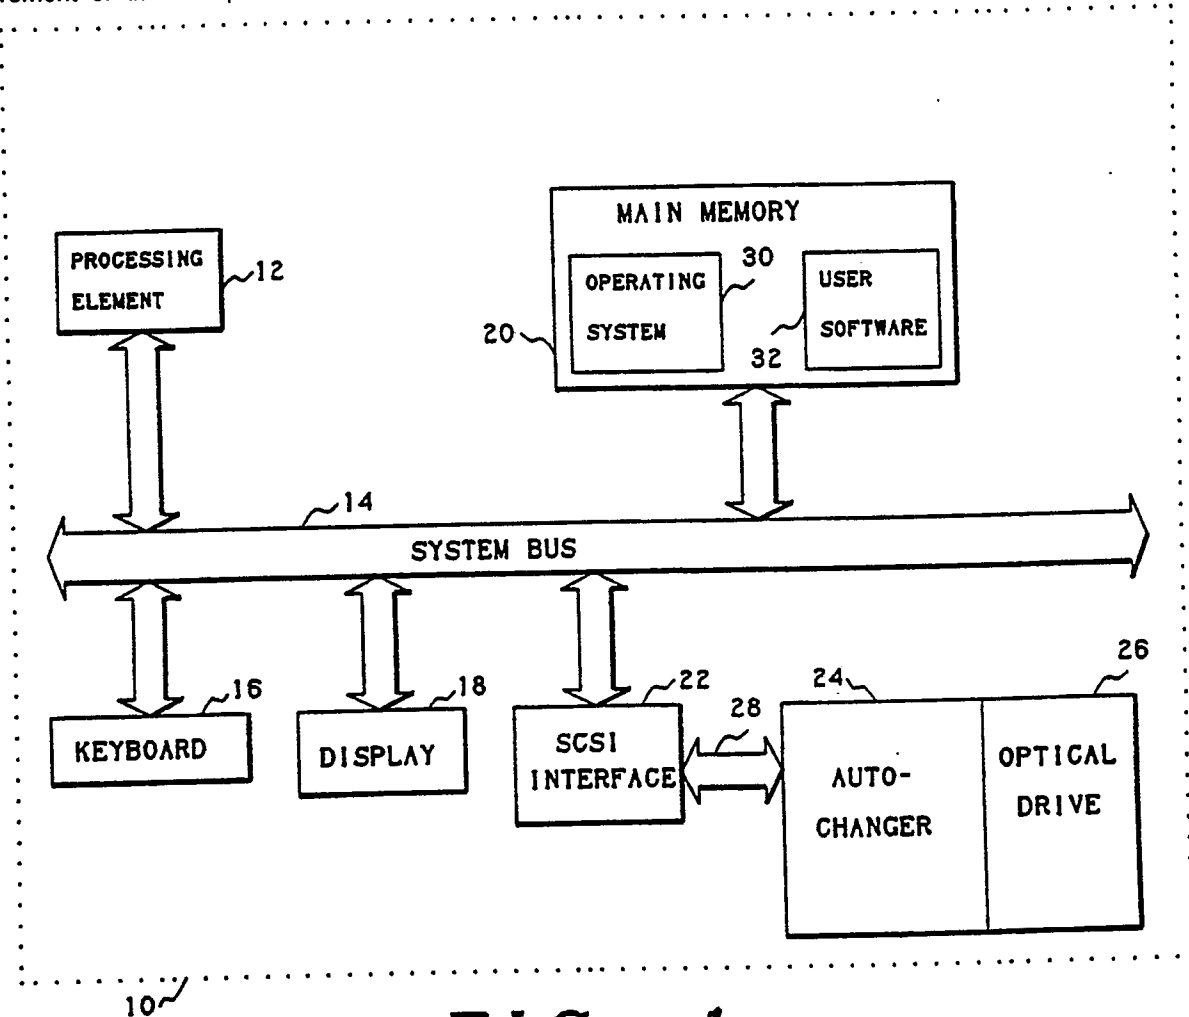 MAIN MEMORY
PROCESSING
ELEMENT
12
OPERATING
SYSTEM
30
USER
SOFTWARE
20
32
14
SYSTEM BUS
16
KEYBOARD
18
DISPLAY
22
SCSI
INTERFACE
28
24
AUTO-
CHANGER
26
OPTICAL
DRIVE
10